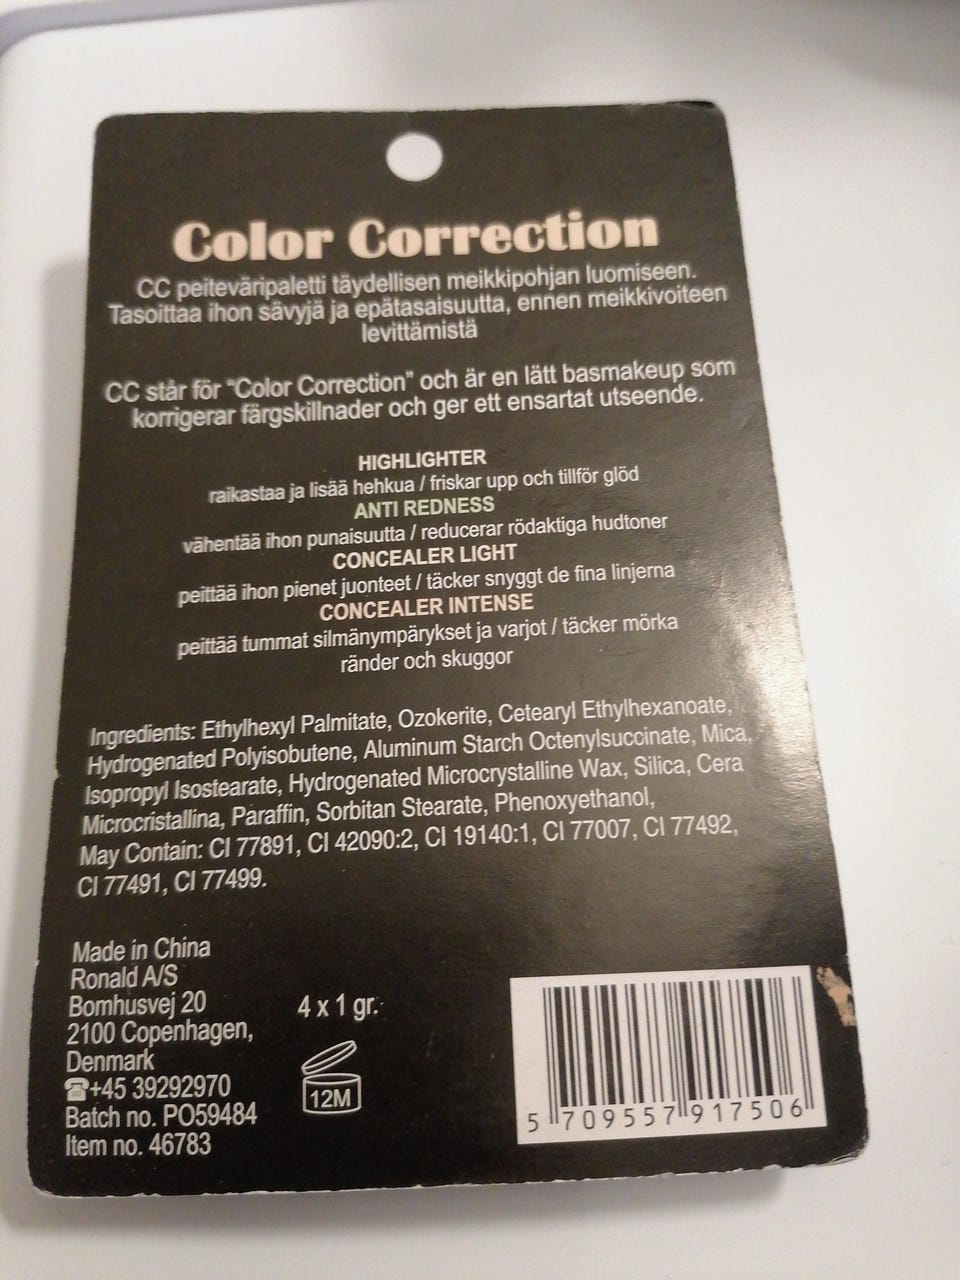 Color Correction
CC peiteväripaletti täydellisen meikkipohjan luomiseen.
Tasoittaa ihon sävyjä ja epätasaisuutta, ennen meikkivoiteen
levittämistä
CC står för "Color Correction" och är en lätt basmakeup som
korrigerar färgskillnader och ger ett ensartat utseende.
HIGHLIGHTER
raikastaa ja lisää hehkua / friskar upp och tillför glöd
ANTI REDNESS
vähentää ihon punaisuutta / reducerar rödaktiga hudtoner
CONCEALER LIGHT
peittää ihon pienet juonteet / täcker snyggt de fina linjerna
CONCEALER INTENSE
peittää tummat silmänympärykset ja varjot / täcker mörka
ränder och skuggor
Ingredients: Ethylhexyl Palmitate, Ozokerite, Cetearyl Ethylhexanoate,
Hydrogenated Polyisobutene, Aluminum Starch Octenylsuccinate, Mica,
Isopropyl Isostearate, Hydrogenated Microcrystalline Wax, Silica, Cera
Microcristallina, Paraffin, Sorbitan Stearate, Phenoxyethanol,
May Contain: CI 77891, CI 42090:2, CI 19140:1, CI 77007, CI 77492,
CI 77491, CI 77499.
Made in China
Ronald A/S
Bomhusvej 20
2100 Copenhagen,
Denmark
☎+45 39292970
Batch no. PO59484
Item no. 46783
4 x 1 gr.
12M
5 709557 917506